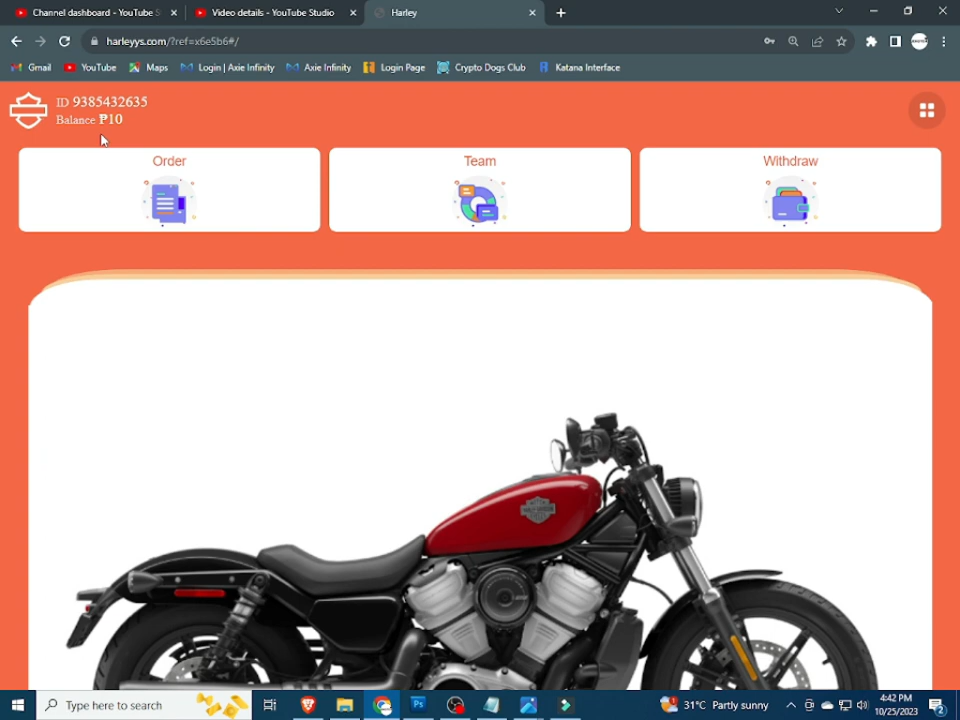 Channel dashboard - YouTube S
Video details - YouTube Studio
Harley
harleyys.com/?ref=x6e5b6#/
Gmail
YouTube
Maps
Login | Axie Infinity
Axie Infinity
Login Page
Crypto Dogs Club
Katana Interface
ID 9385432635
Balance ₱10
Order
Team
Withdraw
Type here to search
31°C Partly sunny
4:42 PM
10/25/2023
2